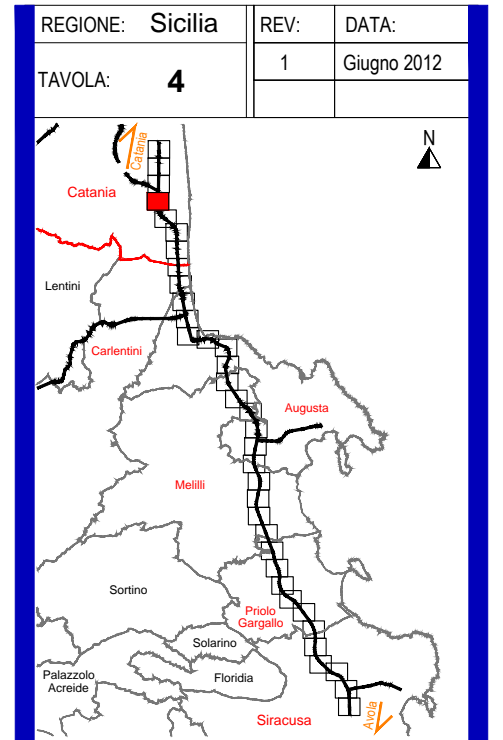 REGIONE: Sicilia
REV: DATA:
1 Giugno 2012
TAVOLA: 4
N
Catania
Catania
Lentini
Carlentini
Augusta
Melilli
Sortino
Priolo
Gargallo
Solarino
Palazzolo
Acreide
Floridia
Siracusa
Avola